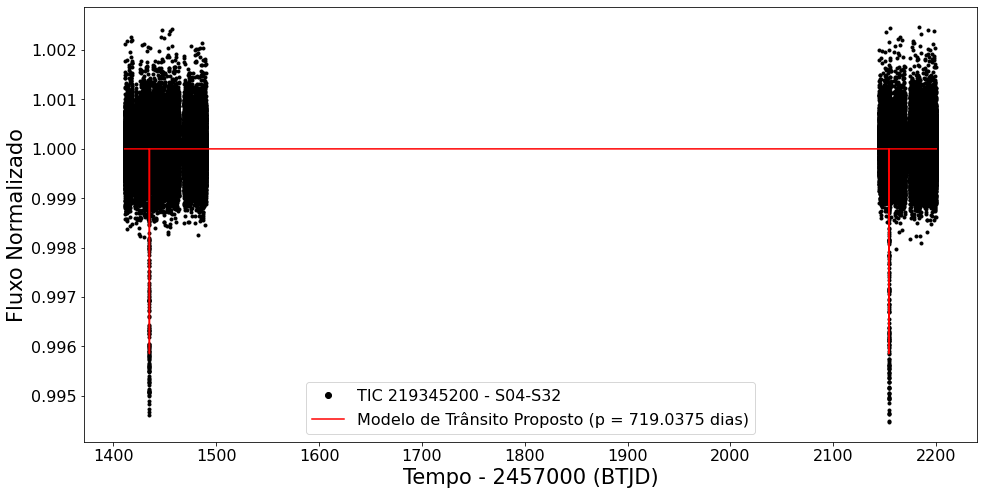 1.002
1.001
1.000
0.999
0.998
0.997
0.996
0.995
Fluxo Normalizado
TIC 219345200 - S04-S32
Modelo de Trânsito Proposto (p = 719.0375 dias)
1400 1500 1600 1700 1800 1900 2000 2100 2200
Tempo - 2457000 (BTJD)